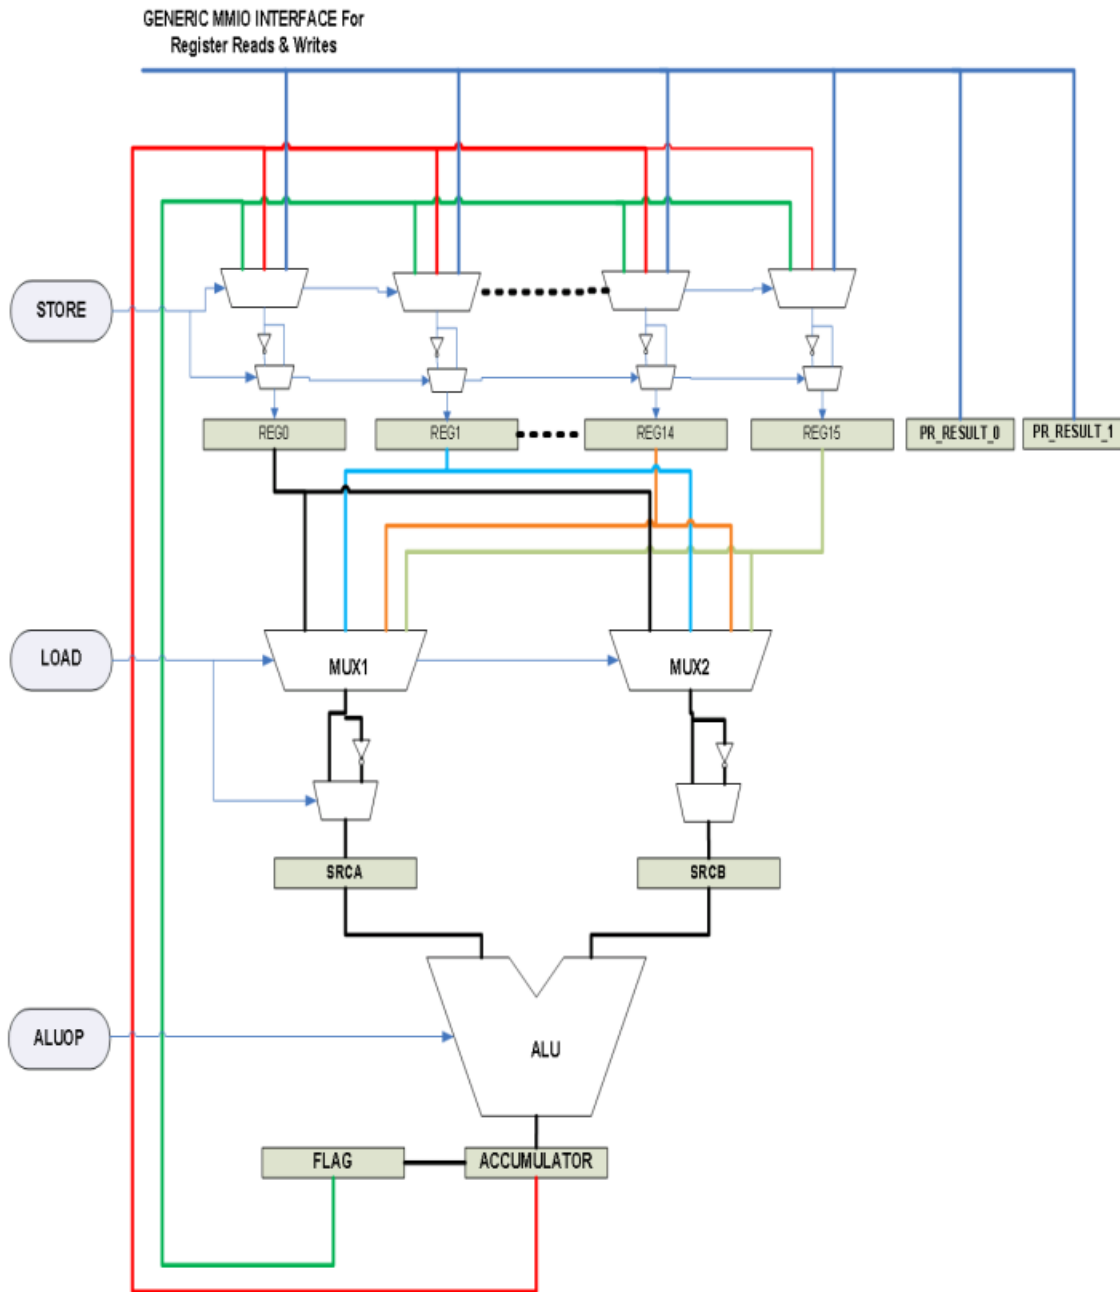 GENERIC MMIO INTERFACE For
Register Reads & Writes
STORE
REG0
REG1
REG14
REG15
PR_RESULT_0
PR_RESULT_1
LOAD
MUX1
MUX2
SRCA
SRCB
ALUOP
ALU
FLAG
ACCUMULATOR